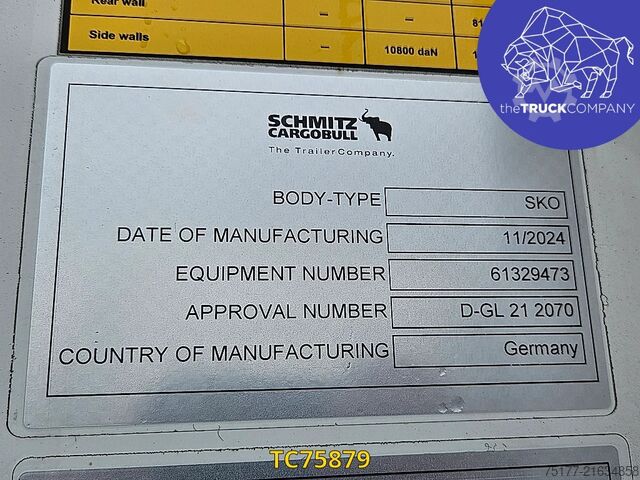 Rear wall – –
Side walls – 10800 daN
theTRUCKCOMPANY
SCHMITZ
CARGOBULL
The TrailerCompany.
BODY-TYPE SKO
DATE OF MANUFACTURING 11/2024
EQUIPMENT NUMBER 61329473
APPROVAL NUMBER D-GL 21 2070
COUNTRY OF MANUFACTURING Germany
TC75879
75177-21634858